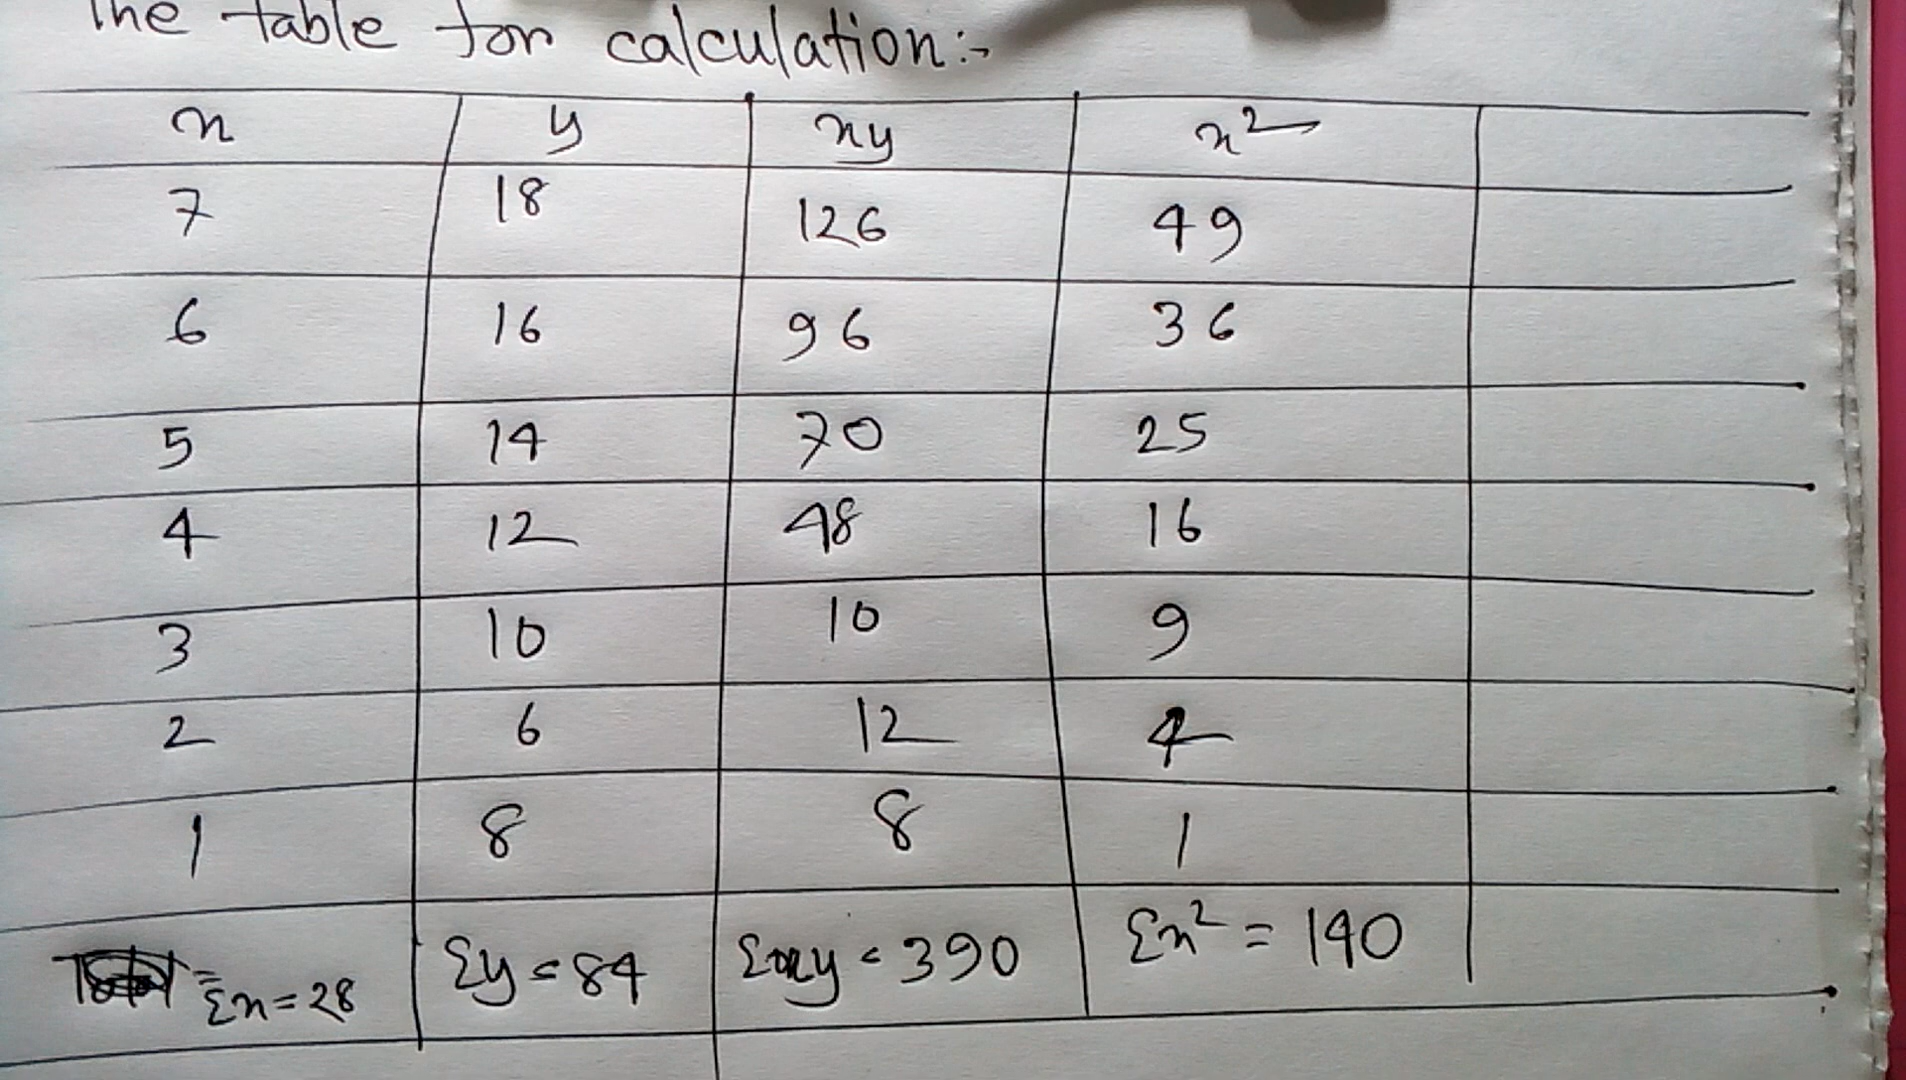 The table for calculation:-
x y xy x²
7 18 126 49
6 16 96 36
5 14 70 25
4 12 48 16
3 10 10 9
2 6 12 4
1 8 8 1
Σx=28 Σy=84 Σxy=390 Σx²=140